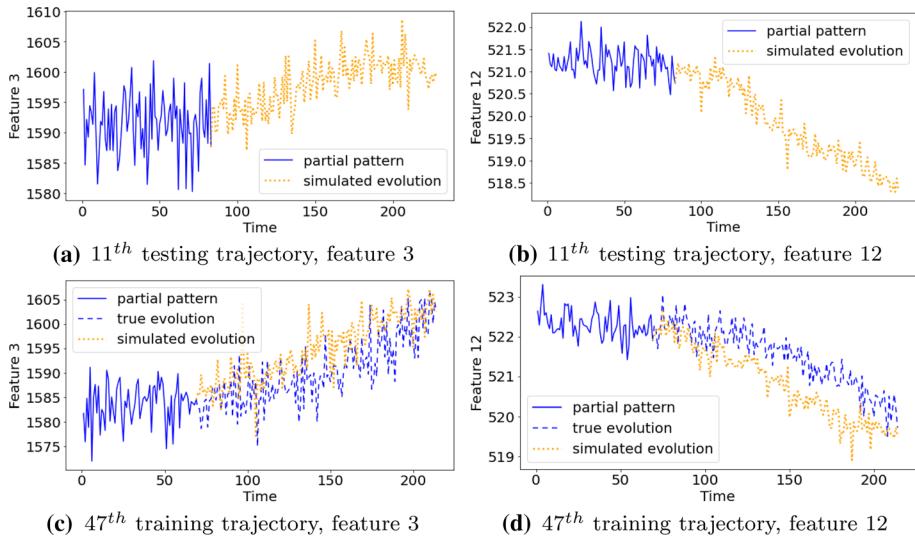 1610
1605
1600
1595
1590
1585
1580
Feature 3
partial pattern
simulated evolution
0 50 100 150 200
Time
(a) 11th testing trajectory, feature 3
522.0
521.5
521.0
520.5
520.0
519.5
519.0
518.5
Feature 12
partial pattern
simulated evolution
0 50 100 150 200
Time
(b) 11th testing trajectory, feature 12
1605
1600
1595
1590
1585
1580
1575
Feature 3
partial pattern
true evolution
simulated evolution
0 50 100 150 200
Time
(c) 47th training trajectory, feature 3
523
522
521
520
519
Feature 12
partial pattern
true evolution
simulated evolution
0 50 100 150 200
Time
(d) 47th training trajectory, feature 12